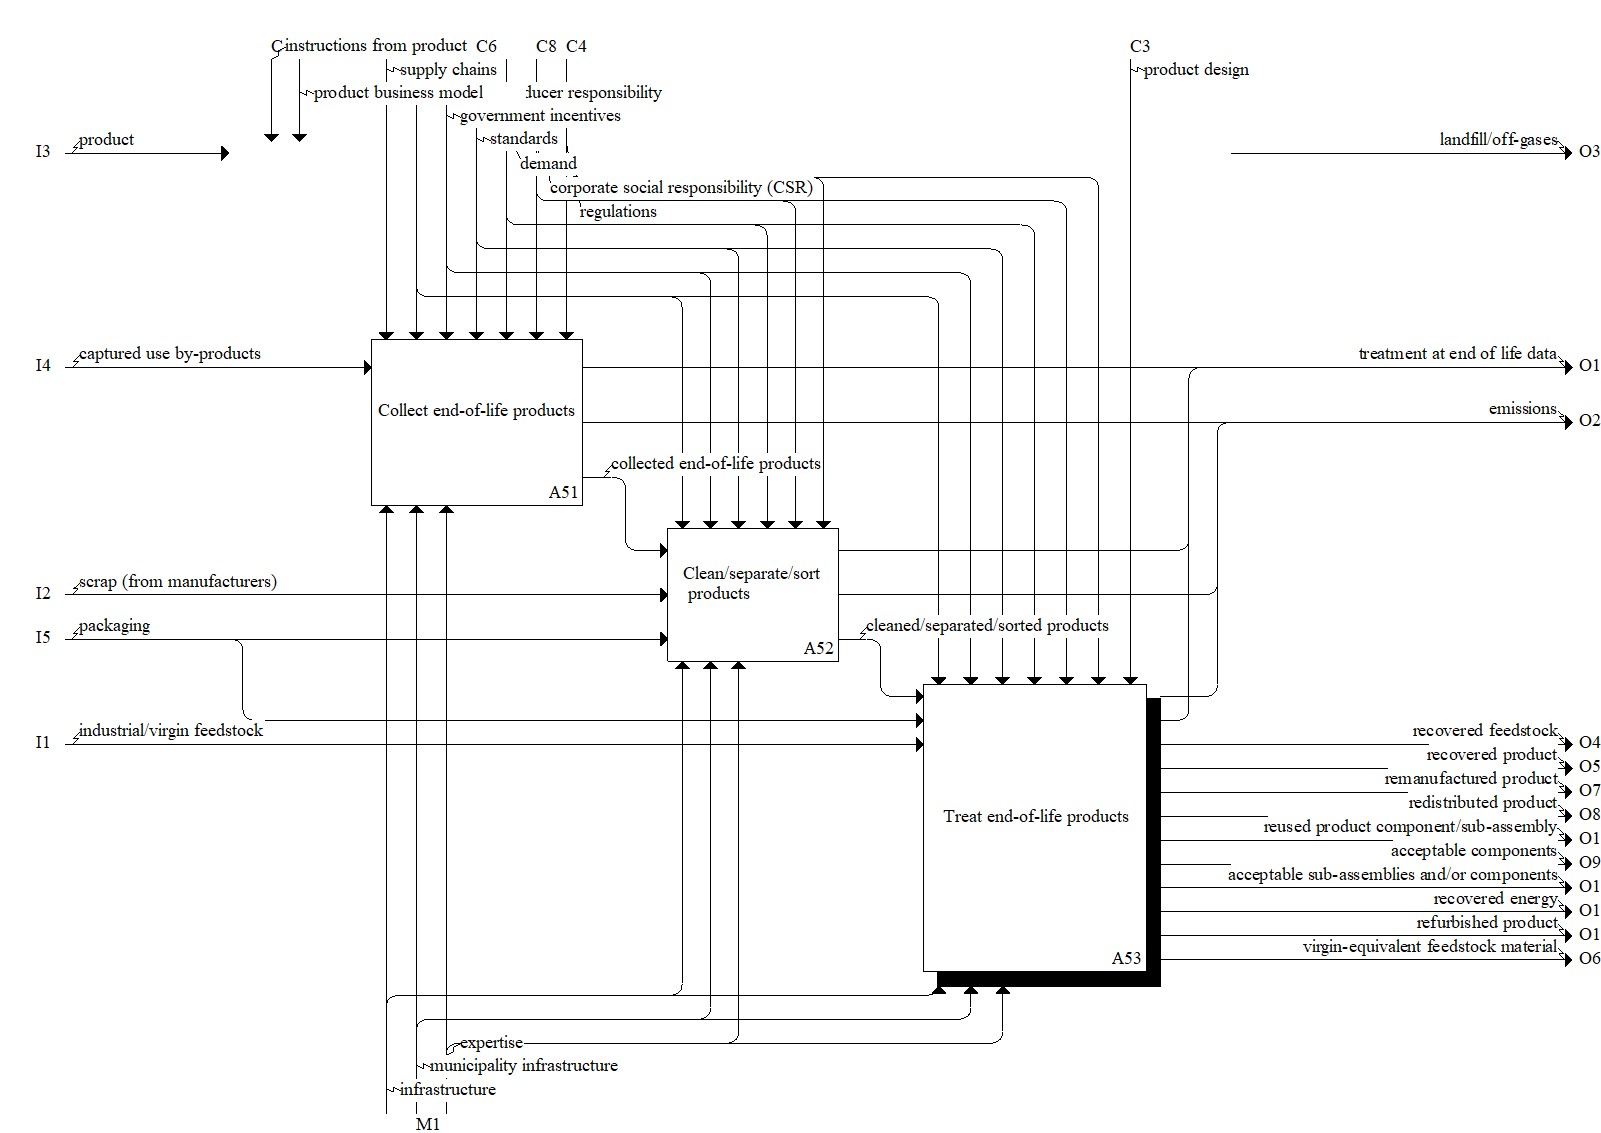 C instructions from product C6 C8 C4 C3
supply chains
product design
product business model
ducer responsibility
government incentives
I3 product
standards
landfill/off-gases O3
demand
corporate social responsibility (CSR)
regulations
I4 captured use by-products
treatment at end of life data O1
Collect end-of-life products
emissions O2
A51
collected end-of-life products
Clean/separate/sort
products
I2 scrap (from manufacturers)
I5 packaging
cleaned/separated/sorted products
A52
I1 industrial/virgin feedstock
recovered feedstock O4
recovered product O5
remanufactured product O7
redistributed product O8
Treat end-of-life products
reused product component/sub-assembly O1
acceptable components O9
acceptable sub-assemblies and/or components O1
recovered energy O1
refurbished product O1
virgin-equivalent feedstock material O6
A53
expertise
municipality infrastructure
infrastructure
M1